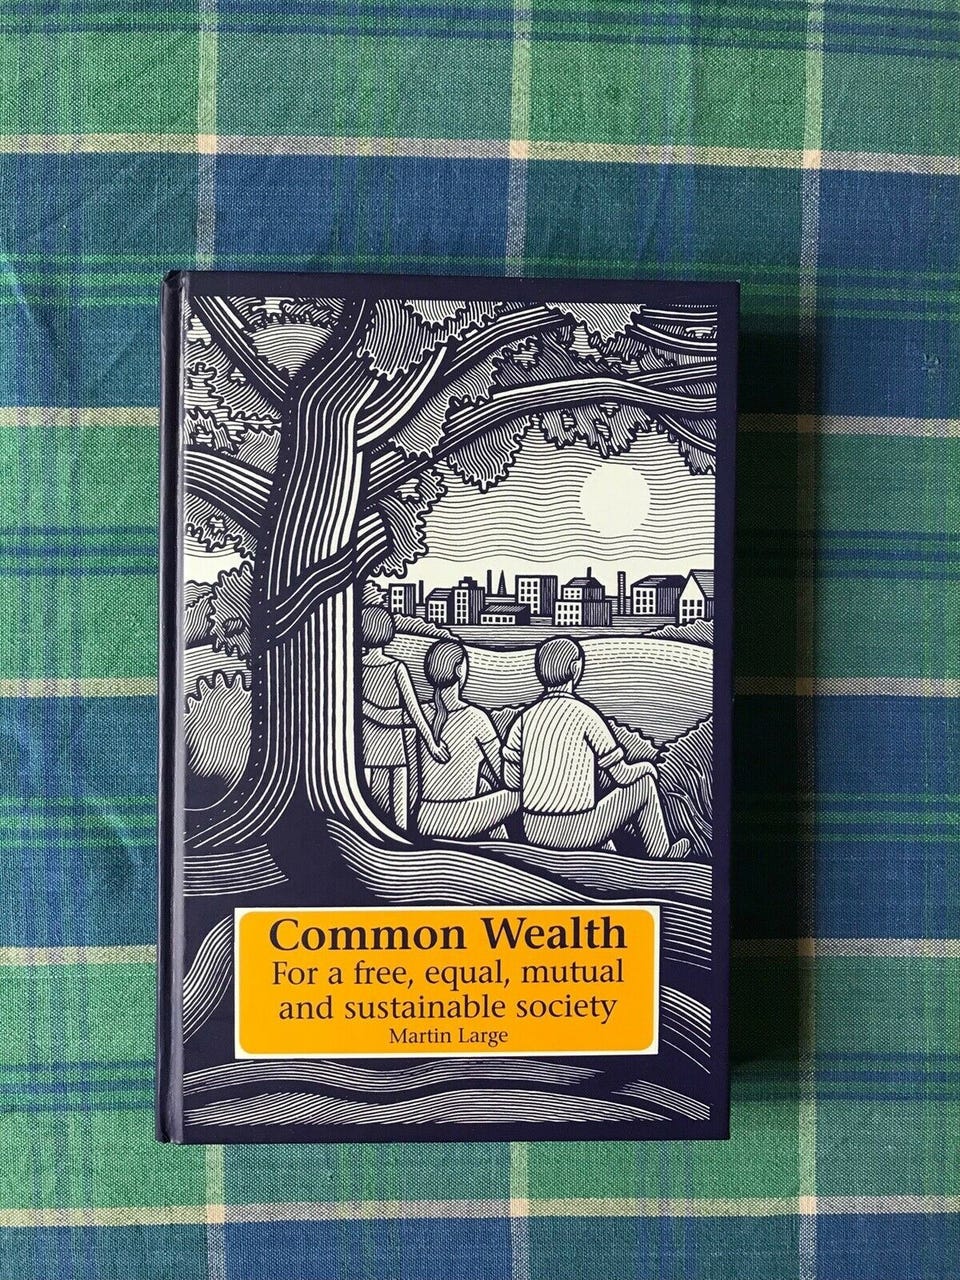 Common Wealth
For a free, equal, mutual
and sustainable society
Martin Large